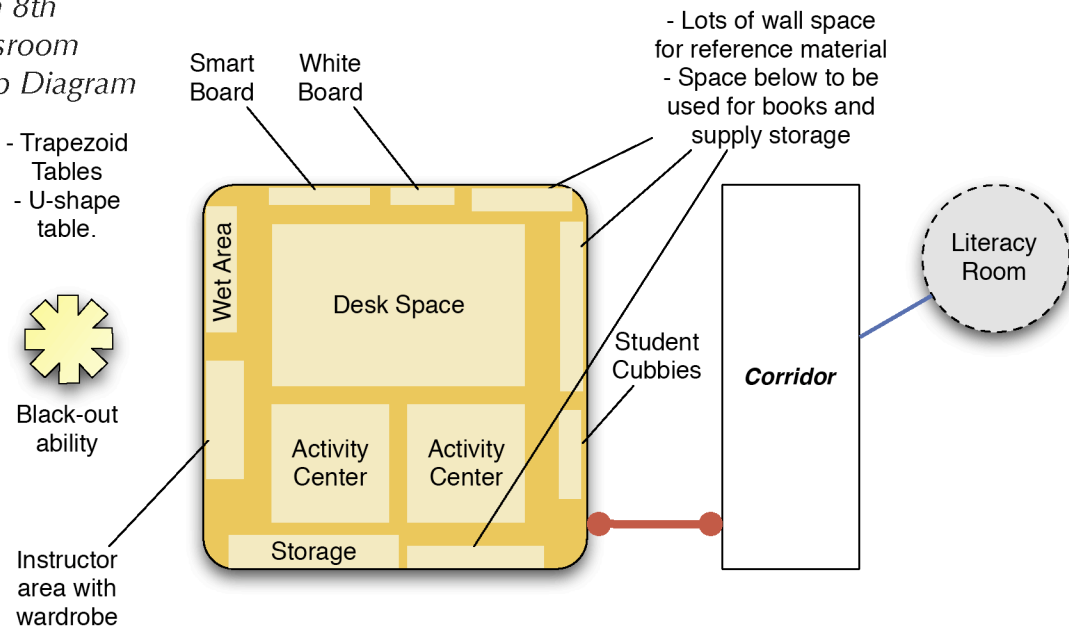 8th
Diagram
- Trapezoid
Tables
- U-shape
table.
Smart
Board
White
Board
- Lots of wall space
for reference material
- Space below to be
used for books and
supply storage
Wet Area
Desk Space
Literacy
Room
Student
Cubbies
Corridor
Black-out
ability
Activity
Center
Activity
Center
Storage
Instructor
area with
wardrobe